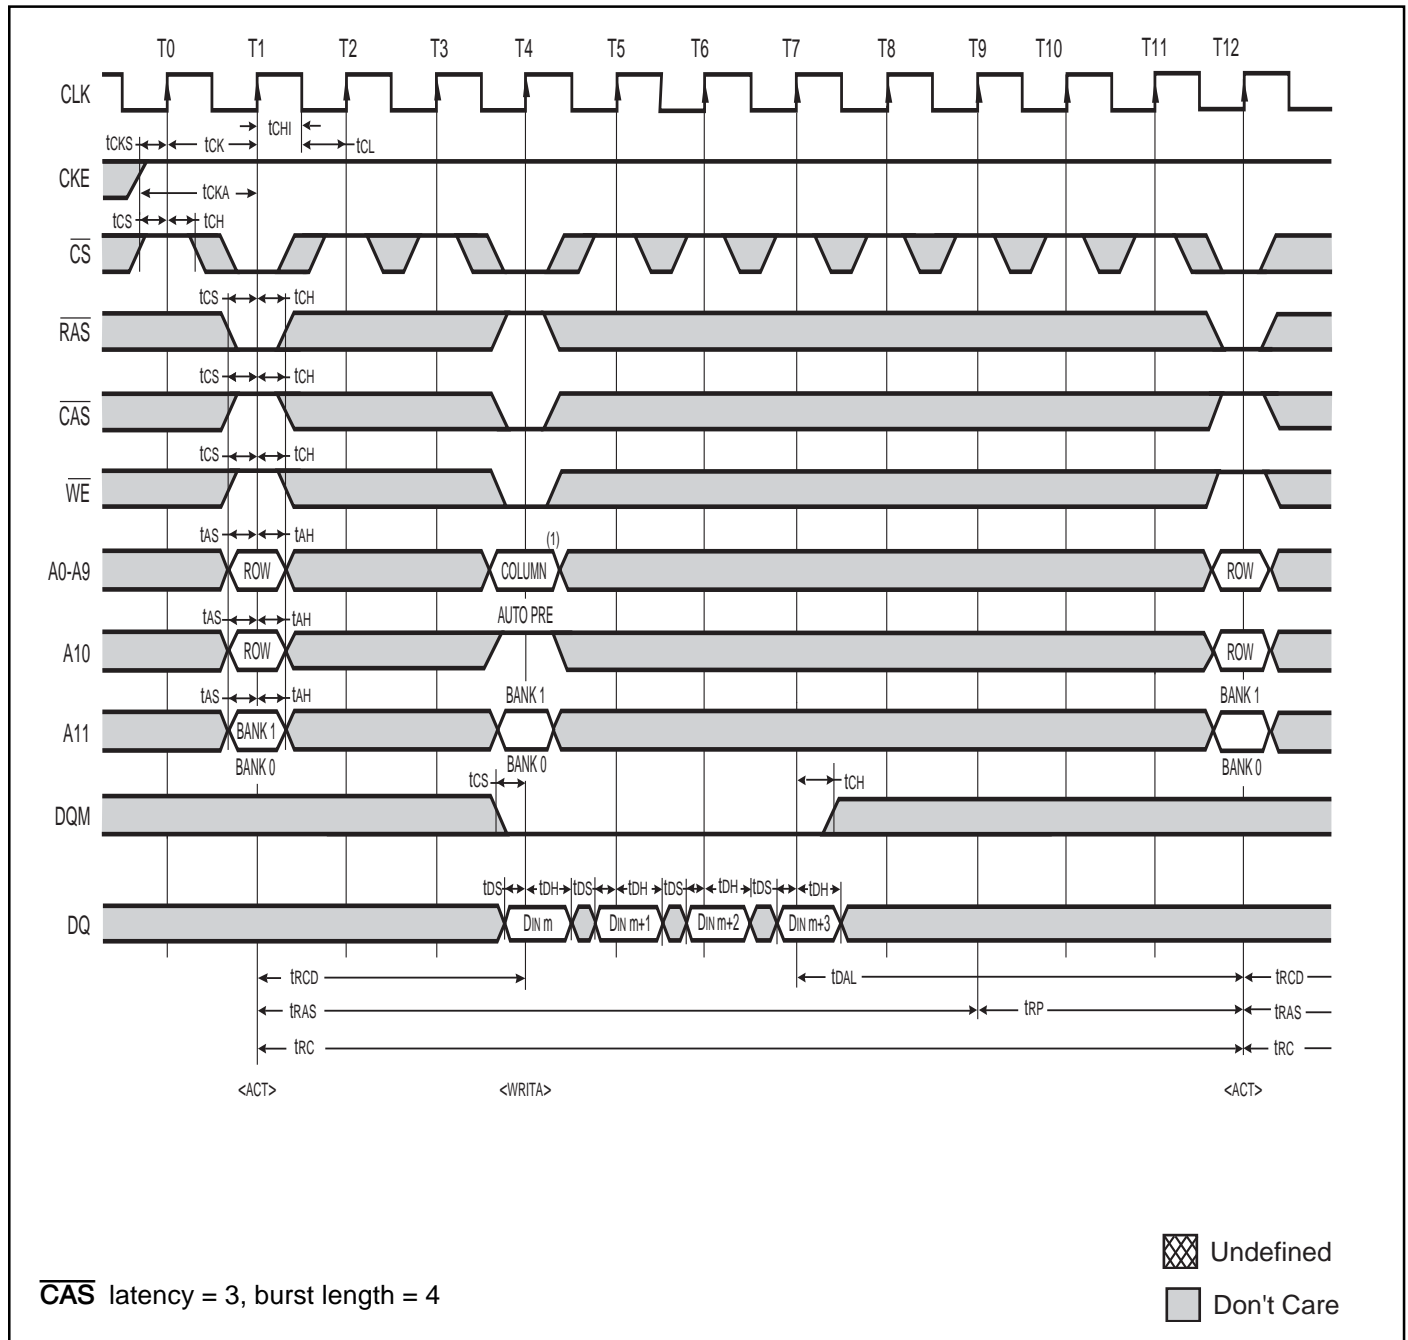 T0 T1 T2 T3 T4 T5 T6 T7 T8 T9 T10 T11 T12
CLK
tCHI
tCKS tCK tCL
CKE
tCKA
tCS tCH
CS
tCS tCH
RAS
tCS tCH
CAS
tCS tCH
WE
tAS tAH (1)
A0-A9 ROW COLUMN ROW
tAS tAH AUTO PRE
A10 ROW ROW
tAS tAH BANK 1 BANK 1
A11 BANK 1
BANK 0 BANK 0 BANK 0
tCS tCH
DQM
tDS tDH tDS tDH tDS tDH tDS tDH
DQ DIN m DIN m+1 DIN m+2 DIN m+3
tRCD tDAL tRCD
tRAS tRP tRAS
tRC tRC
<ACT> <WRITA> <ACT>
Undefined
CAS latency = 3, burst length = 4
Don't Care